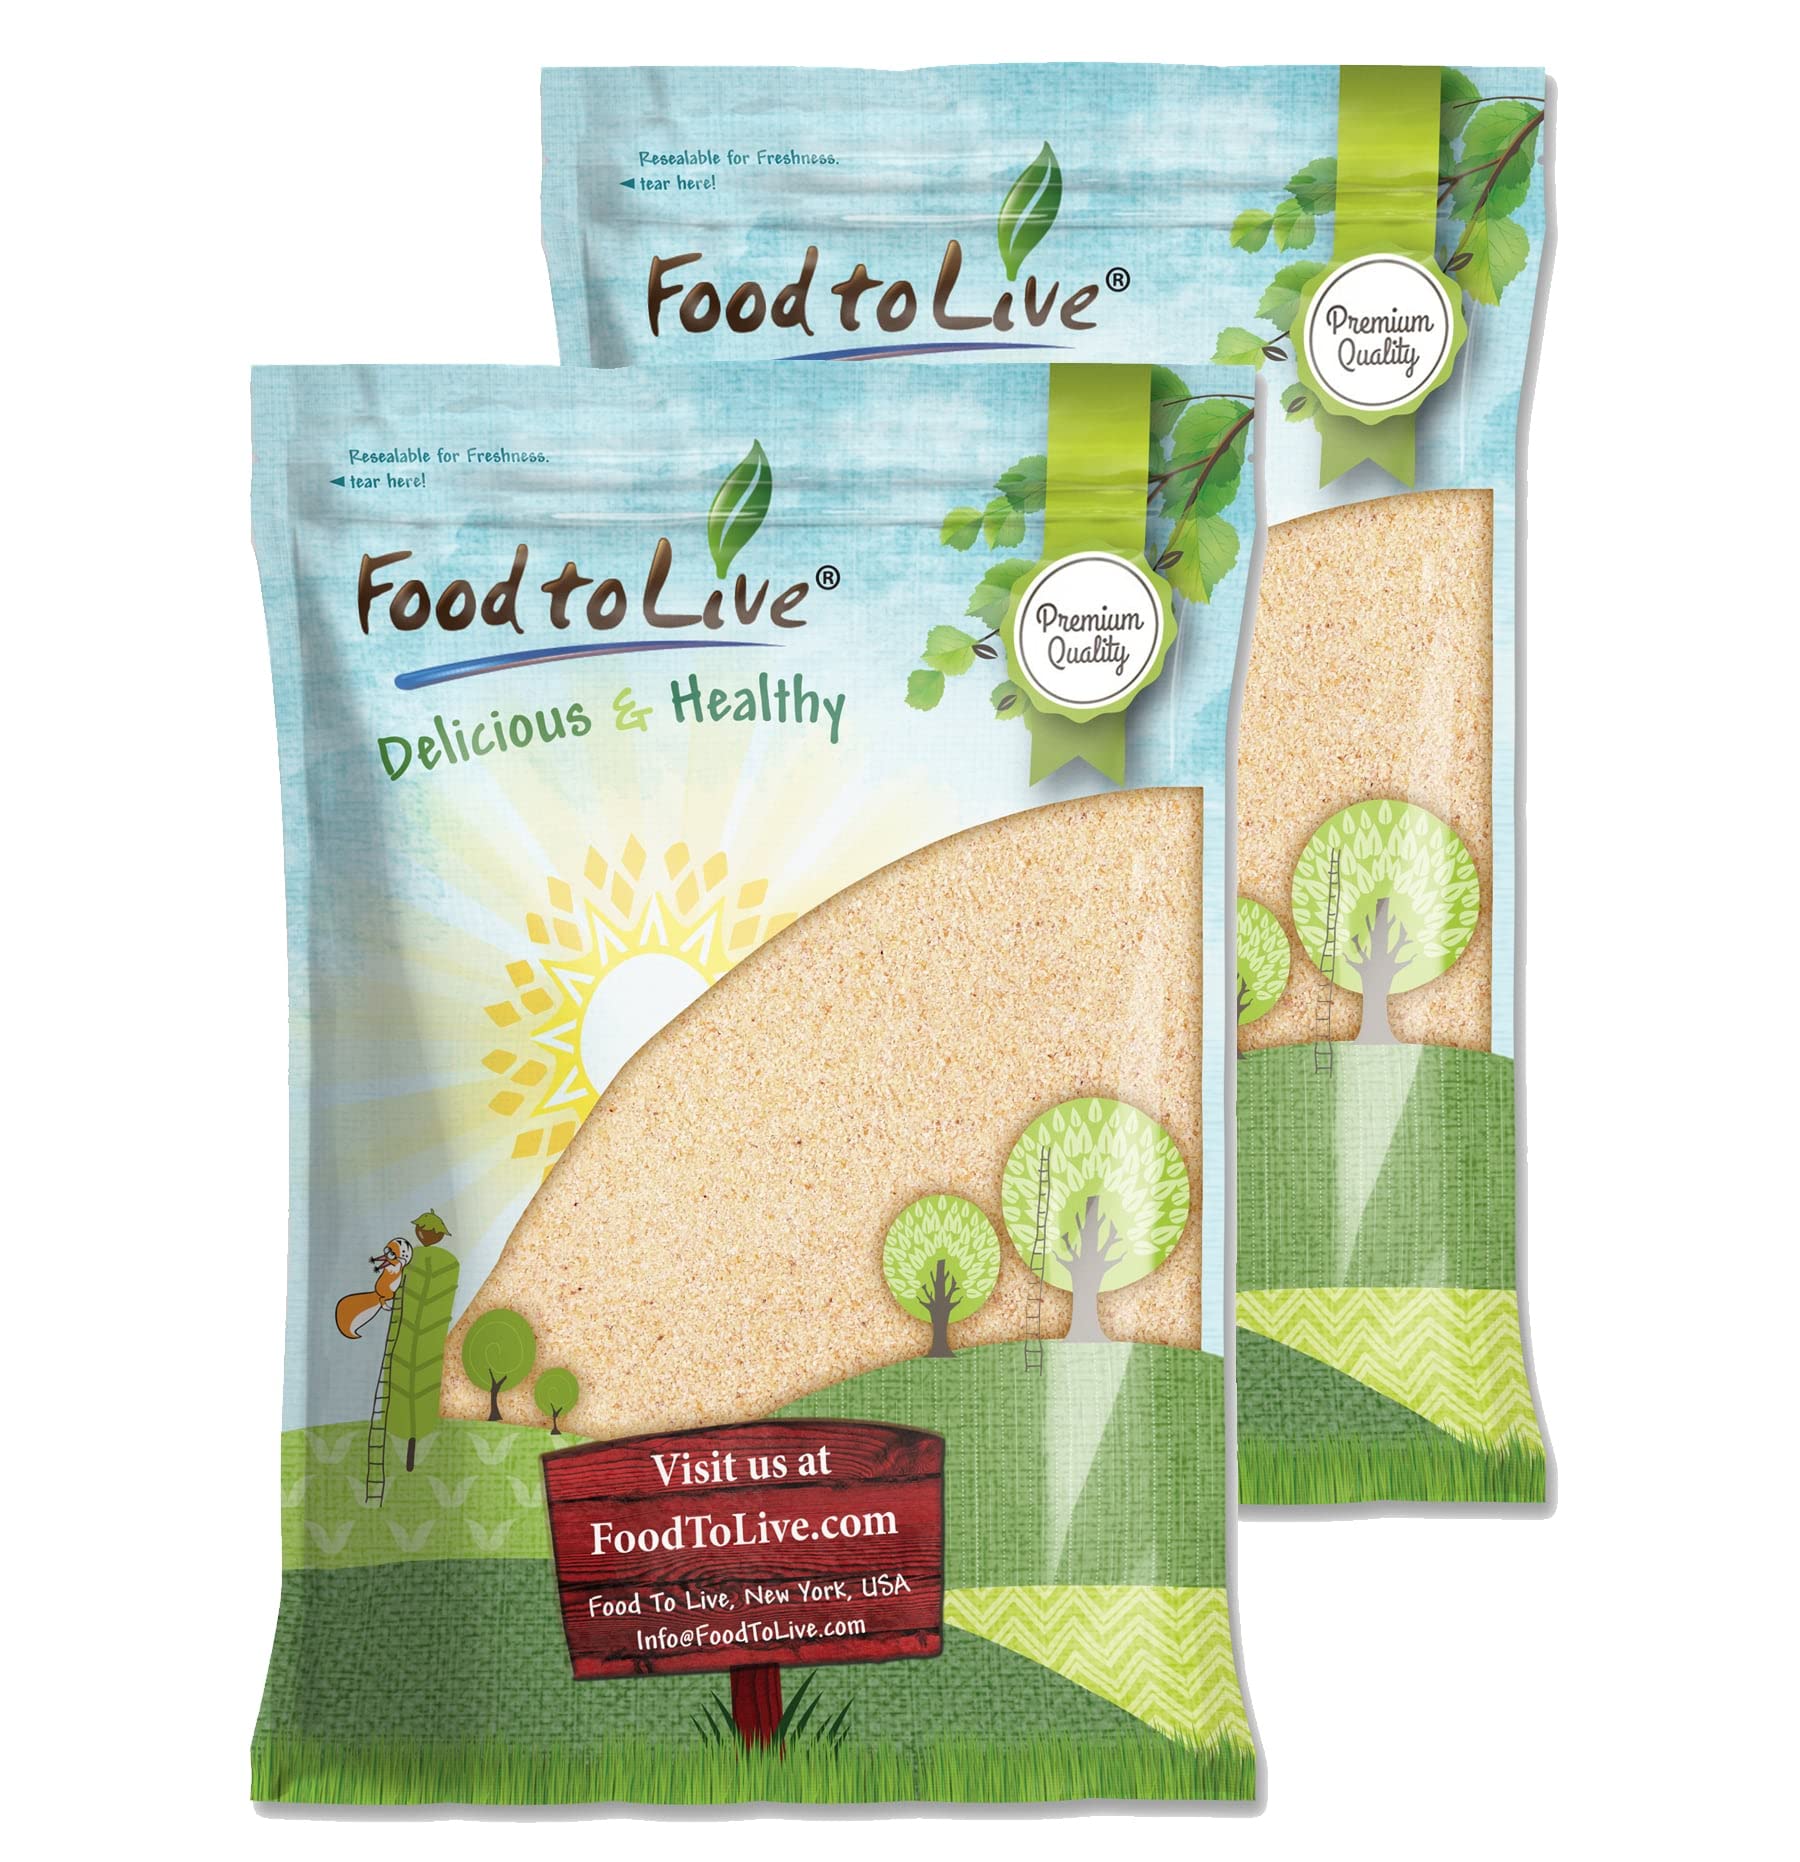 Resealable for Freshness.
◄ tear here!
Food to Live®
Premium
Quality
Resealable for Freshness.
◄ tear here!
Food to Live®
Delicious & Healthy
Premium
Quality
Visit us at
FoodToLive.com
Food To Live, New York, USA
Info@FoodToLive.com